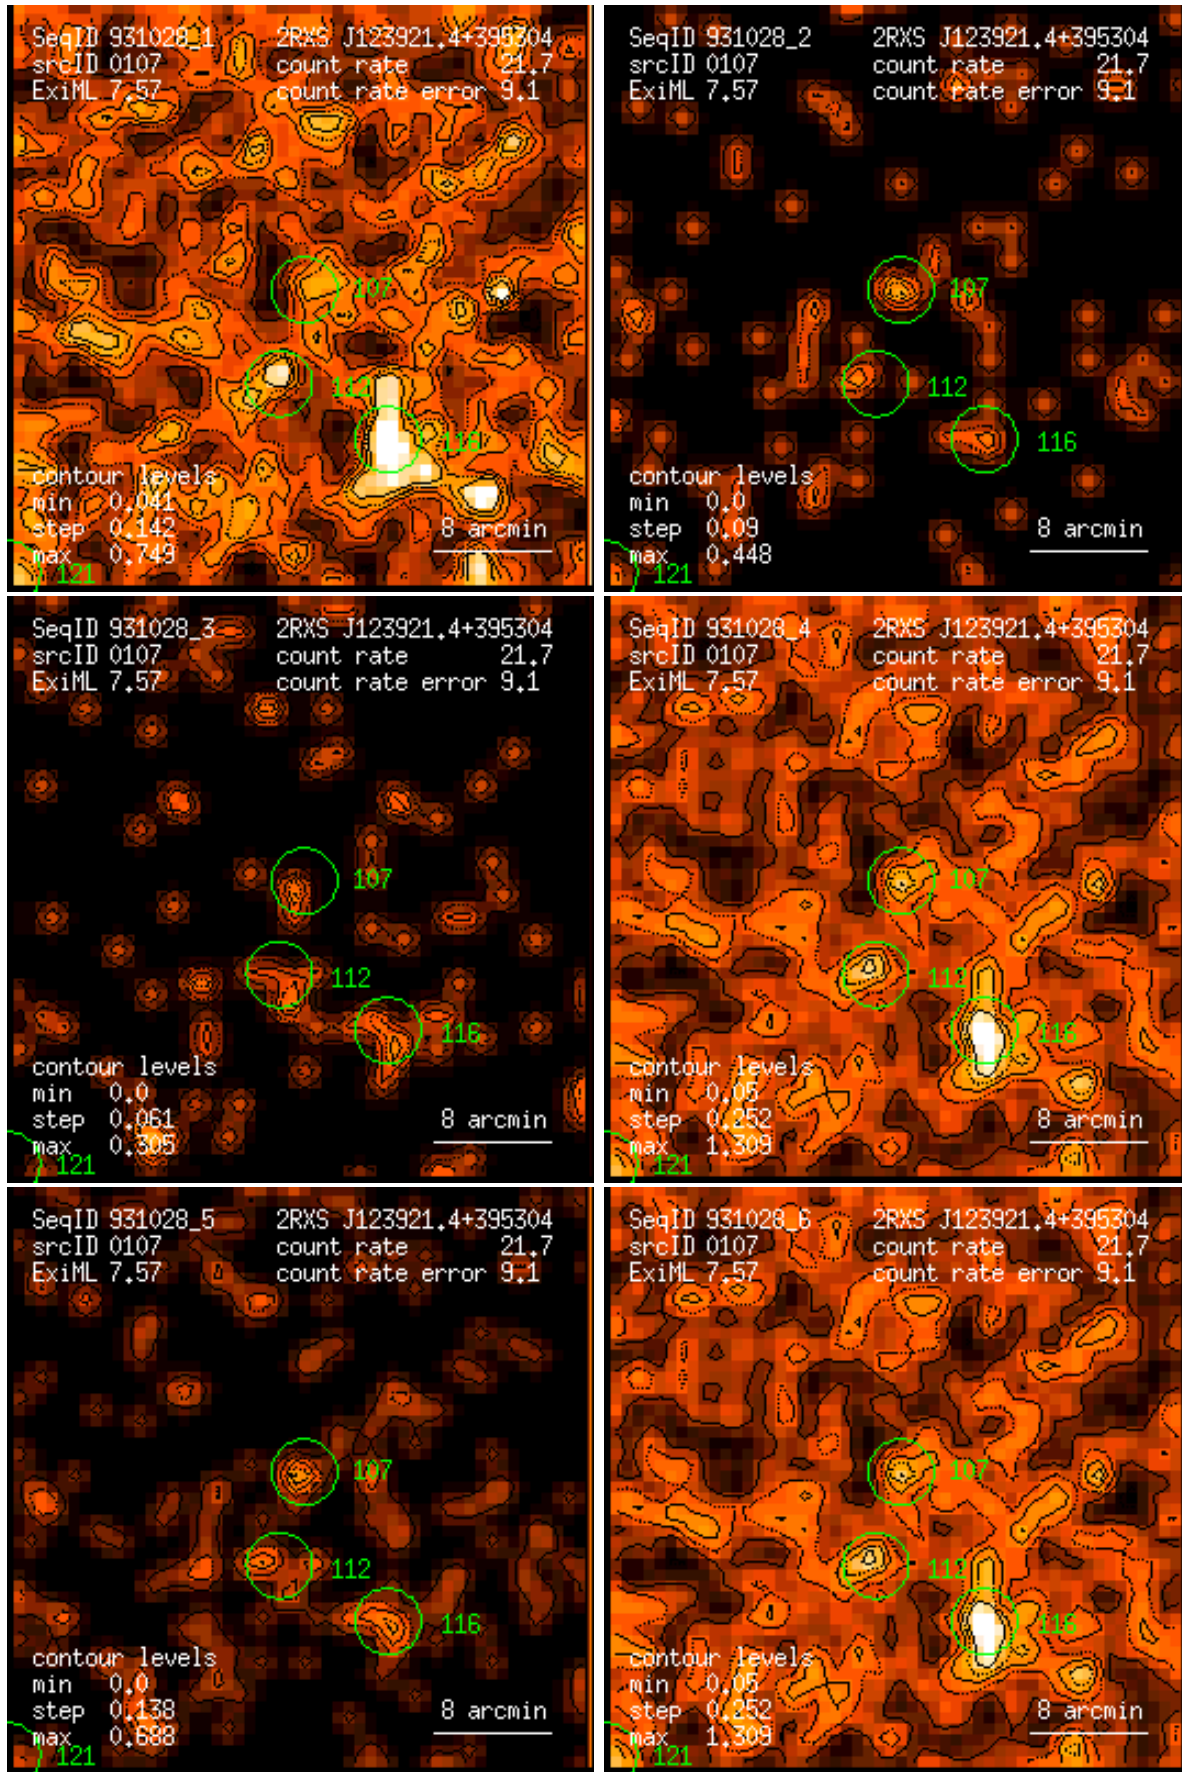 SeqID 931028_1 2RXS J123921.4+395304
srcID 0107 count rate 21.7
ExiML 7.57 count rate error 9.1
107
112
116
contour levels
min 0.041
step 0.142 8 arcmin
max 0.749
121
SeqID 931028_2 2RXS J123921.4+395304
srcID 0107 count rate 21.7
ExiML 7.57 count rate error 9.1
107
112
116
contour levels
min 0.0
step 0.09 8 arcmin
max 0.448
121
SeqID 931028_3 2RXS J123921.4+395304
srcID 0107 count rate 21.7
ExiML 7.57 count rate error 9.1
107
112
116
contour levels
min 0.0
step 0.061 8 arcmin
max 0.305
121
SeqID 931028_4 2RXS J123921.4+395304
srcID 0107 count rate 21.7
ExiML 7.57 count rate error 9.1
107
112
116
contour levels
min 0.05
step 0.252 8 arcmin
max 1.309
121
SeqID 931028_5 2RXS J123921.4+395304
srcID 0107 count rate 21.7
ExiML 7.57 count rate error 9.1
107
112
116
contour levels
min 0.0
step 0.138 8 arcmin
max 0.688
121
SeqID 931028_6 2RXS J123921.4+395304
srcID 0107 count rate 21.7
ExiML 7.57 count rate error 9.1
107
112
116
contour levels
min 0.05
step 0.252 8 arcmin
max 1.309
121